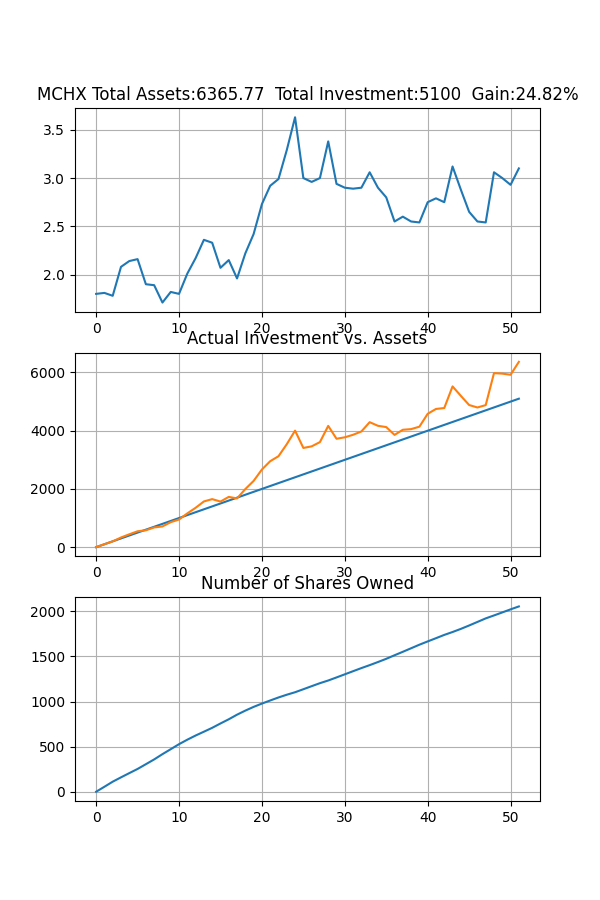 MCHX Total Assets:6365.77  Total Investment:5100  Gain:24.82%
3.5
3.0
2.5
2.0
0 10 20 30 40 50
Actual Investment vs. Assets
6000
4000
2000
0
0 10 20 30 40 50
Number of Shares Owned
2000
1500
1000
500
0
0 10 20 30 40 50